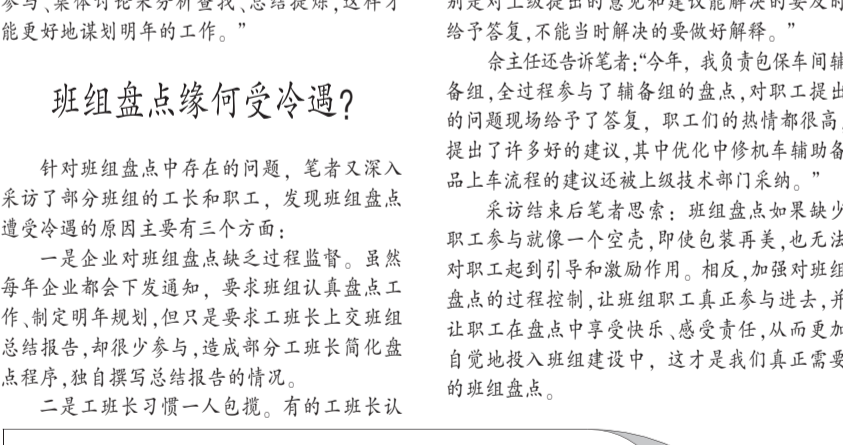 参与、集体讨论来分析查找、总结提炼,这样才
能更好地谋划明年的工作。”
班组盘点缘何受冷遇?
针对班组盘点中存在的问题，笔者又深入
采访了部分班组的工长和职工，发现班组盘点
遭受冷遇的原因主要有三个方面：
一是企业对班组盘点缺乏过程监督。虽然
每年企业都会下发通知，要求班组认真盘点工
作、制定明年规划,但只是要求工班长上交班组
总结报告,却很少参与,造成部分工班长简化盘
点程序,独自撰写总结报告的情况。
二是工班长习惯一人包揽。有的工班长认
别是对上级提出的意见和建议能解决的要及时
给予答复,不能当时解决的要做好解释。”
佘主任还告诉笔者:“今年，我负责包保车间辅
备组,全过程参与了辅备组的盘点,对职工提出
的问题现场给予了答复，职工们的热情都很高,
提出了许多好的建议,其中优化中修机车辅助备
品上车流程的建议还被上级技术部门采纳。”
采访结束后笔者思索：班组盘点如果缺少
职工参与就像一个空壳,即使包装再美,也无法
对职工起到引导和激励作用。相反,加强对班组
盘点的过程控制,让班组职工真正参与进去,并
让职工在盘点中享受快乐、感受责任,从而更加
自觉地投入班组建设中，这才是我们真正需要
的班组盘点。